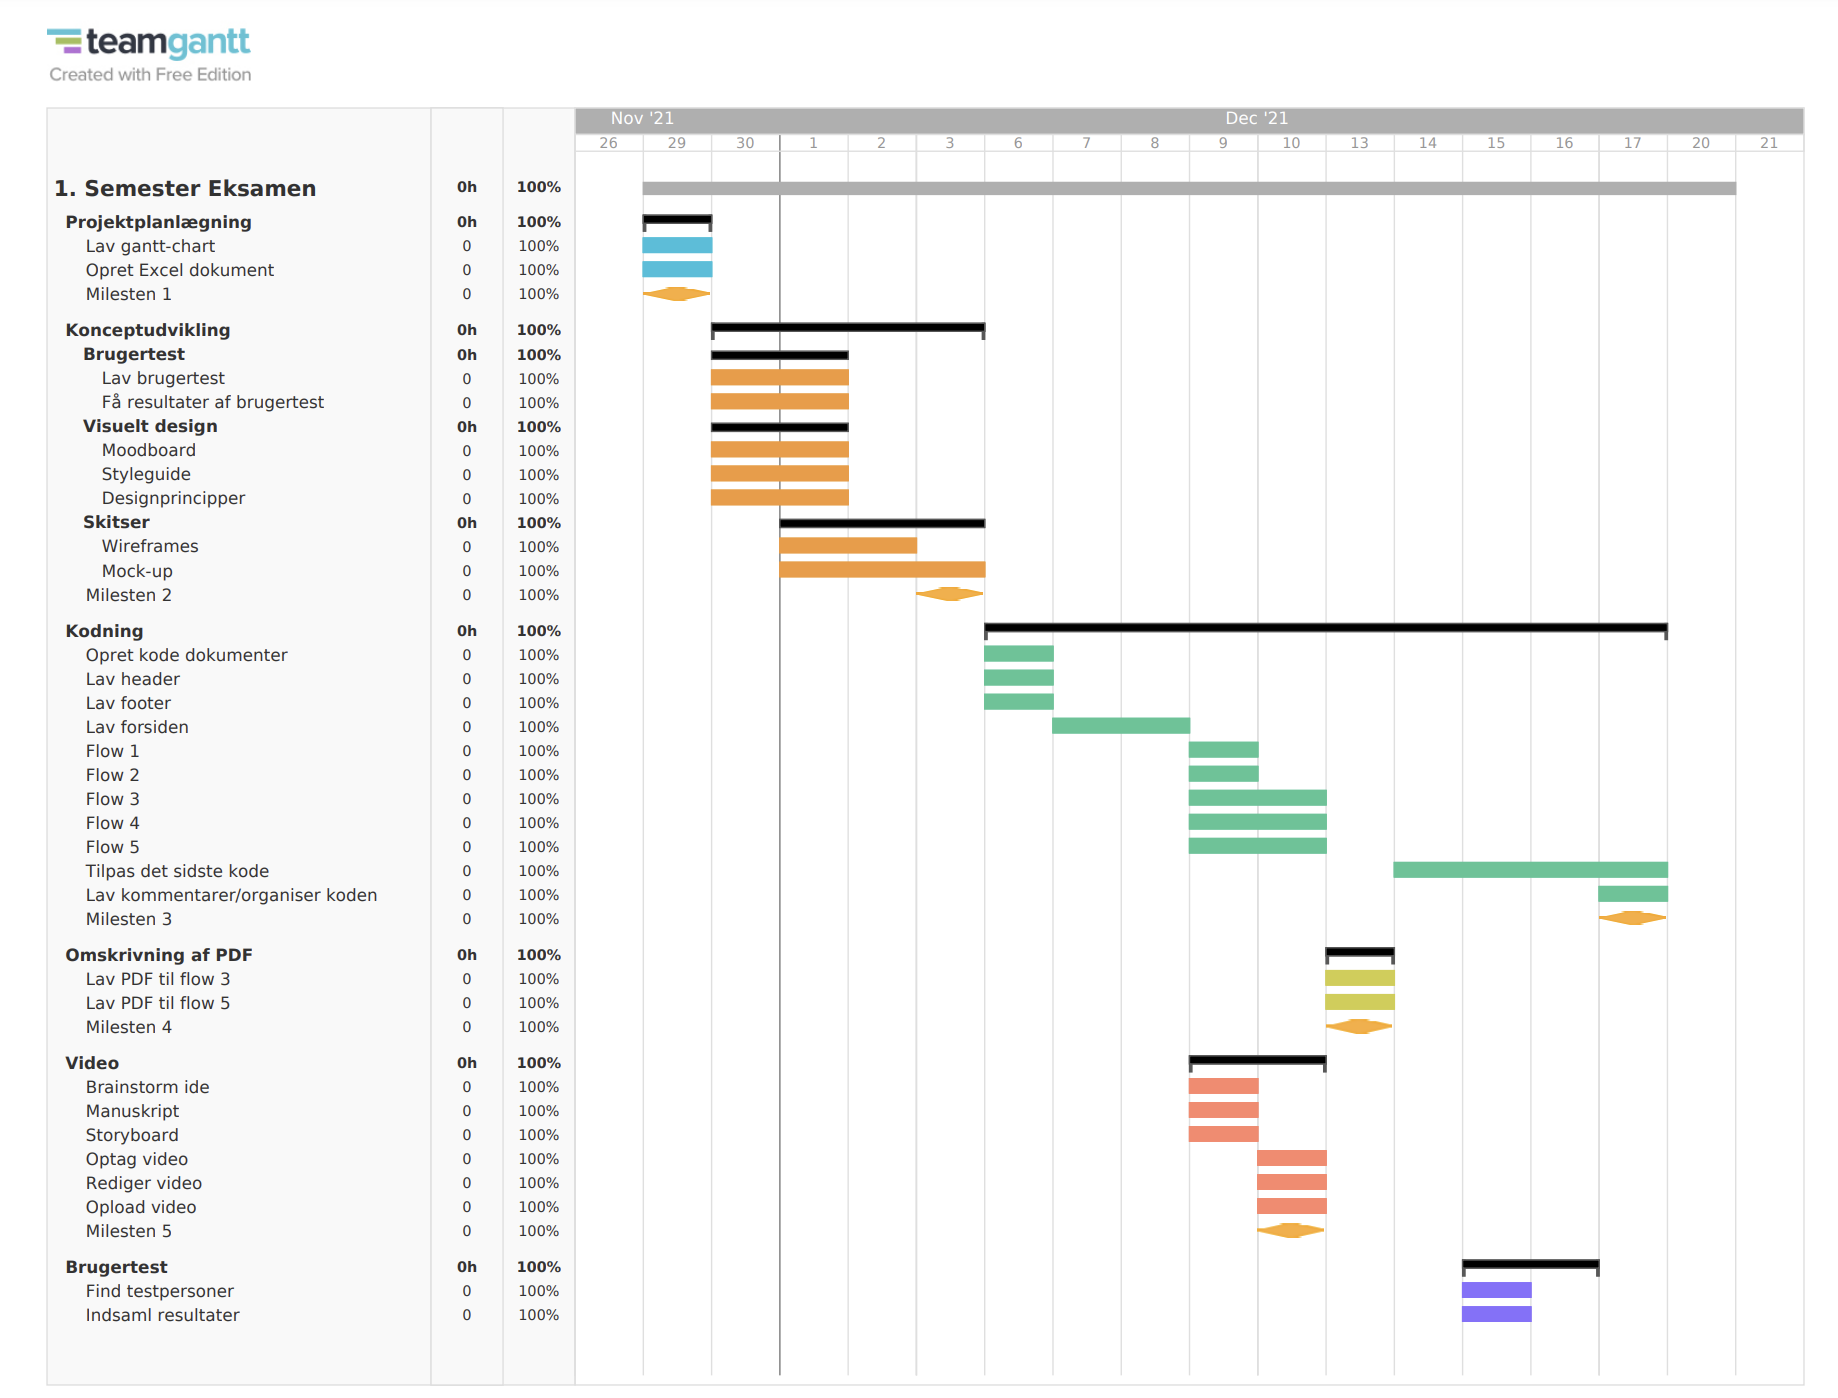 teamgantt
Created with Free Edition
Nov '21 Dec '21
26 29 30 1 2 3 6 7 8 9 10 13 14 15 16 17 20 21
1. Semester Eksamen 0h 100%
Projektplanlægning 0h 100%
Lav gantt-chart 0 100%
Opret Excel dokument 0 100%
Milesten 1 0 100%
Konceptudvikling 0h 100%
Brugertest 0h 100%
Lav brugertest 0 100%
Få resultater af brugertest 0 100%
Visuelt design 0h 100%
Moodboard 0 100%
Styleguide 0 100%
Designprincipper 0 100%
Skitser 0h 100%
Wireframes 0 100%
Mock-up 0 100%
Milesten 2 0 100%
Kodning 0h 100%
Opret kode dokumenter 0 100%
Lav header 0 100%
Lav footer 0 100%
Lav forsiden 0 100%
Flow 1 0 100%
Flow 2 0 100%
Flow 3 0 100%
Flow 4 0 100%
Flow 5 0 100%
Tilpas det sidste kode 0 100%
Lav kommentarer/organiser koden 0 100%
Milesten 3 0 100%
Omskrivning af PDF 0h 100%
Lav PDF til flow 3 0 100%
Lav PDF til flow 5 0 100%
Milesten 4 0 100%
Video 0h 100%
Brainstorm ide 0 100%
Manuskript 0 100%
Storyboard 0 100%
Optag video 0 100%
Rediger video 0 100%
Opload video 0 100%
Milesten 5 0 100%
Brugertest 0h 100%
Find testpersoner 0 100%
Indsaml resultater 0 100%